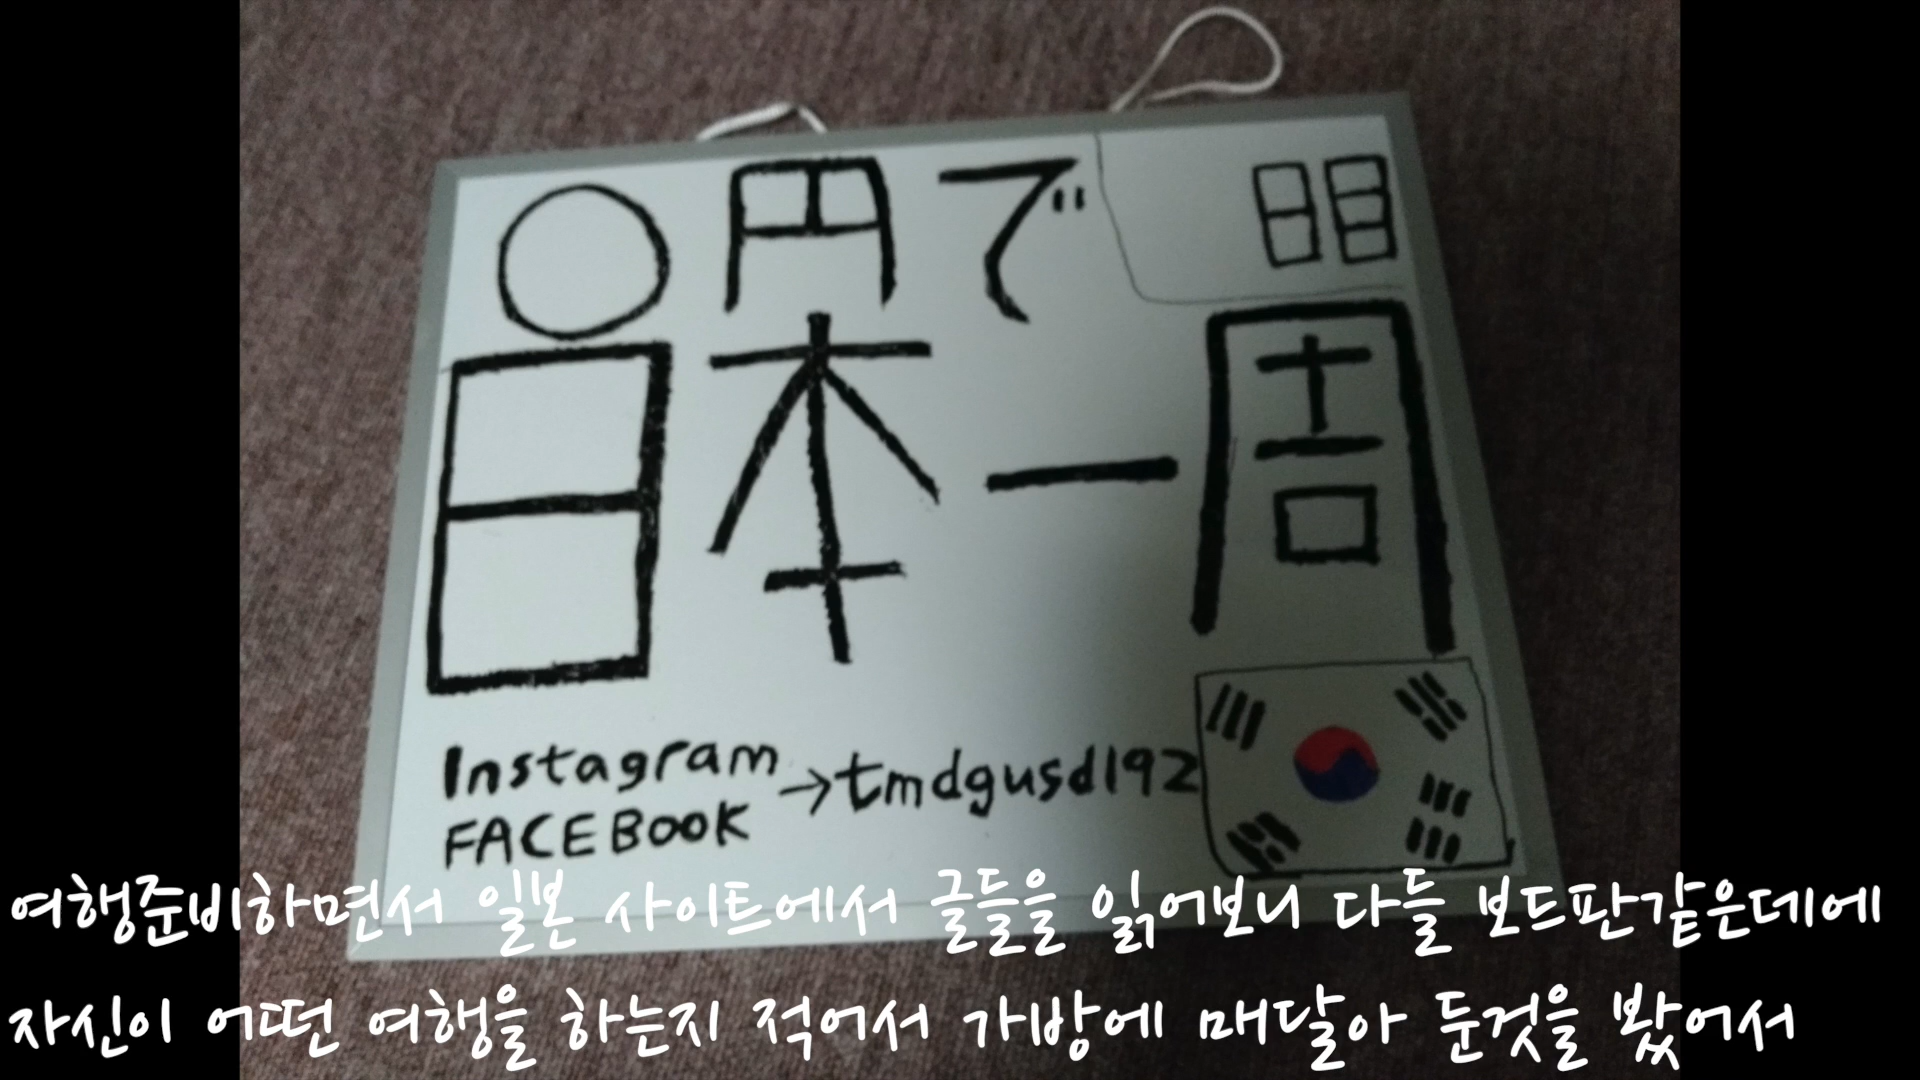 〇円で
日本一周
Instagram
FACEBOOK
→tmdgusd192
여행준비하면서 일본 사이트에서 글들을 읽어보니 다들 보드판같은데에
자신이 어떤 여행을 하는지 적어서 가방에 매달아 둔것을 봤어서